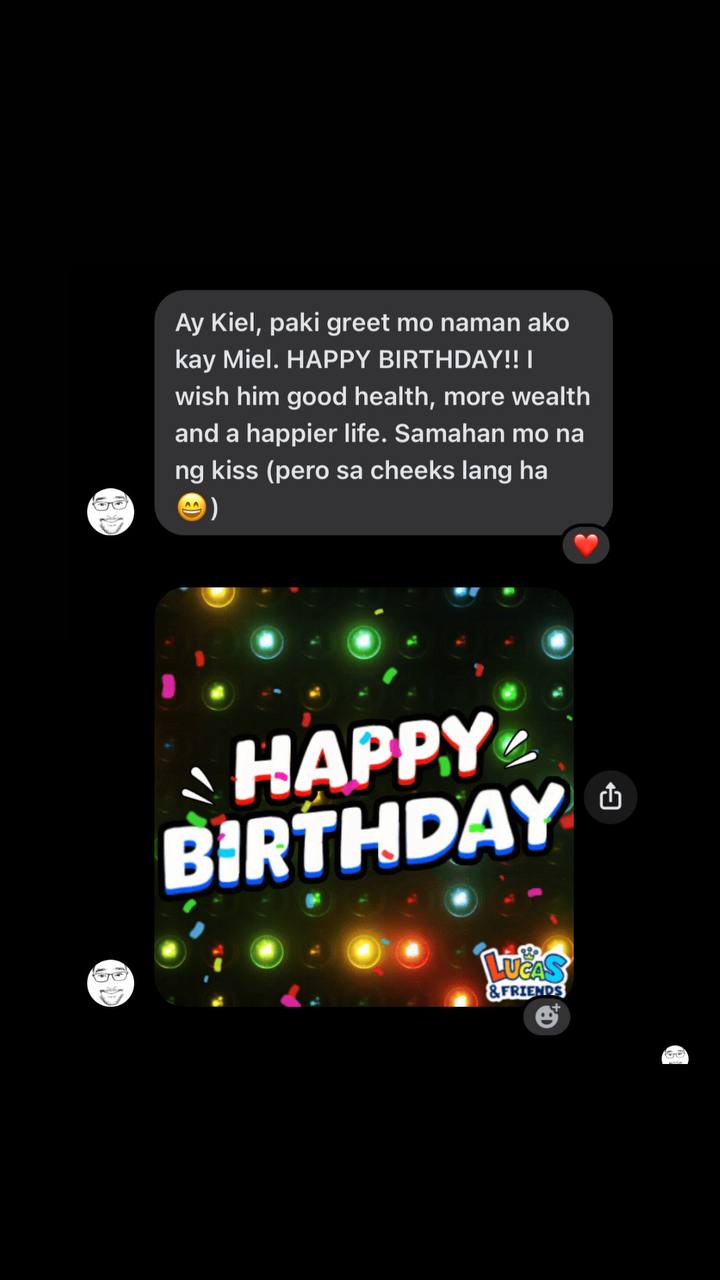 Ay Kiel, paki greet mo naman ako
kay Miel. HAPPY BIRTHDAY!! I
wish him good health, more wealth
and a happier life. Samahan mo na
ng kiss (pero sa cheeks lang ha
😄)
HAPPY
BIRTHDAY
LUCAS
& FRIENDS